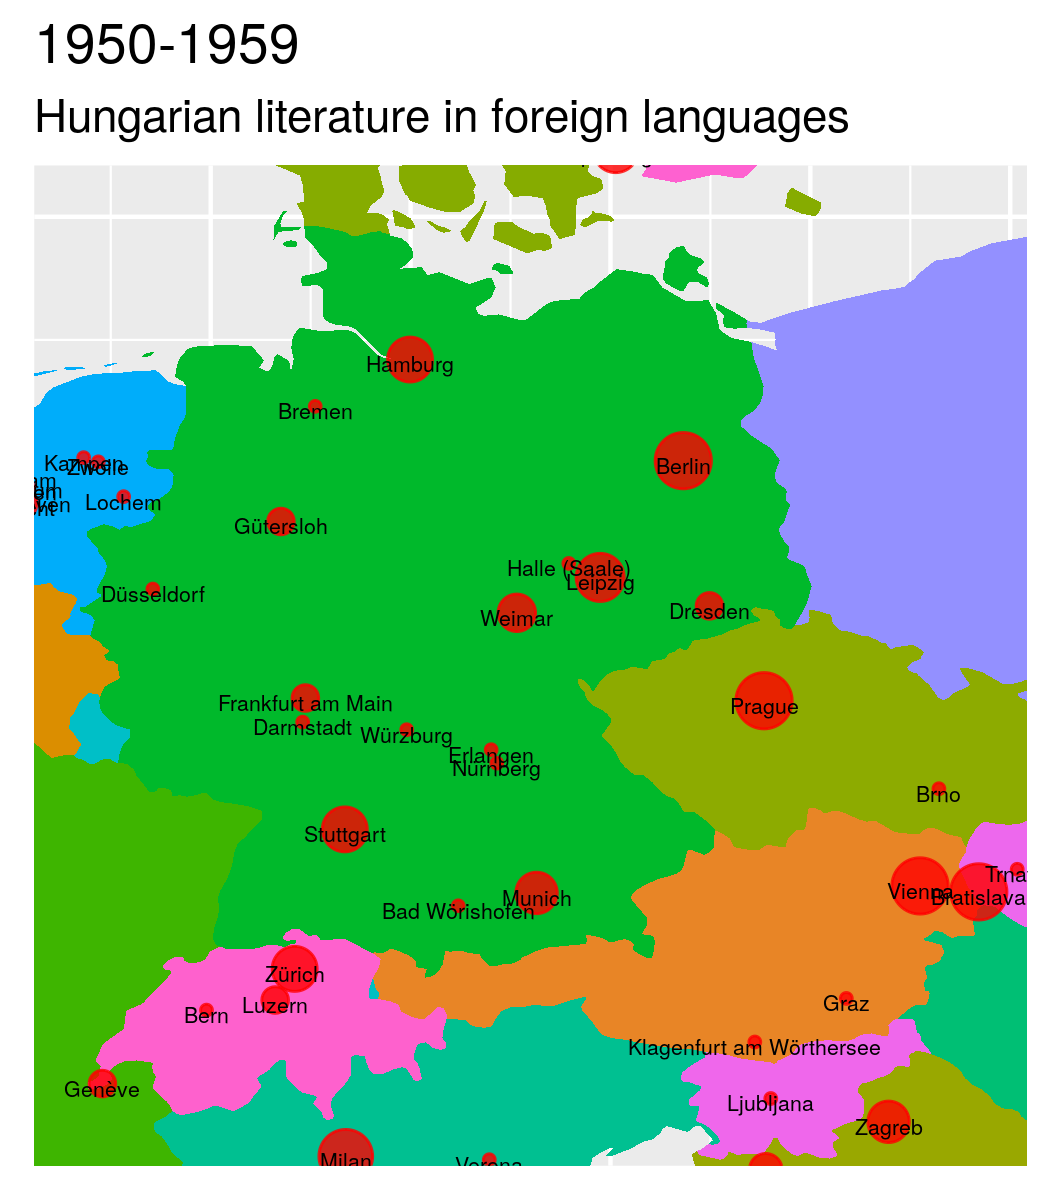 1950-1959
Hungarian literature in foreign languages
Hamburg
Bremen
Berlin
Kampen
Zwolle
Lochem
Gütersloh
Halle (Saale)
Leipzig
Düsseldorf
Weimar
Dresden
Frankfurt am Main
Prague
Darmstadt
Würzburg
Erlangen
Nürnberg
Brno
Stuttgart
Trna
Vienna
Bratislava
Munich
Bad Wörishofen
Zürich
Luzern
Bern
Graz
Klagenfurt am Wörthersee
Genève
Ljubljana
Zagreb
Milan
Verona